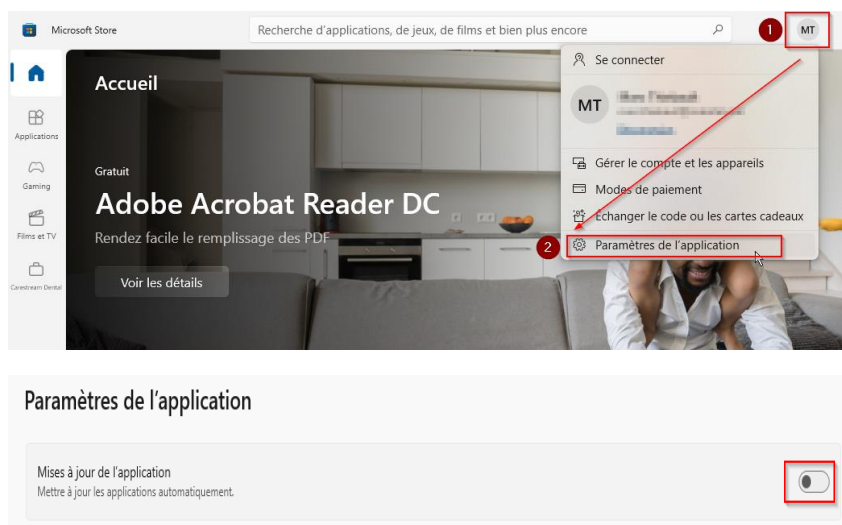 Microsoft Store
Recherche d'applications, de jeux, de films et bien plus encore
1
MT
Se connecter
MT
Accueil
Applications
Gaming
Films et TV
Carestream Dental
Gratuit
Adobe Acrobat Reader DC
Rendez facile le remplissage des PDF
Voir les détails
Gérer le compte et les appareils
Modes de paiement
Échanger le code ou les cartes cadeaux
2
Paramètres de l'application
Paramètres de l'application
Mises à jour de l'application
Mettre à jour les applications automatiquement.